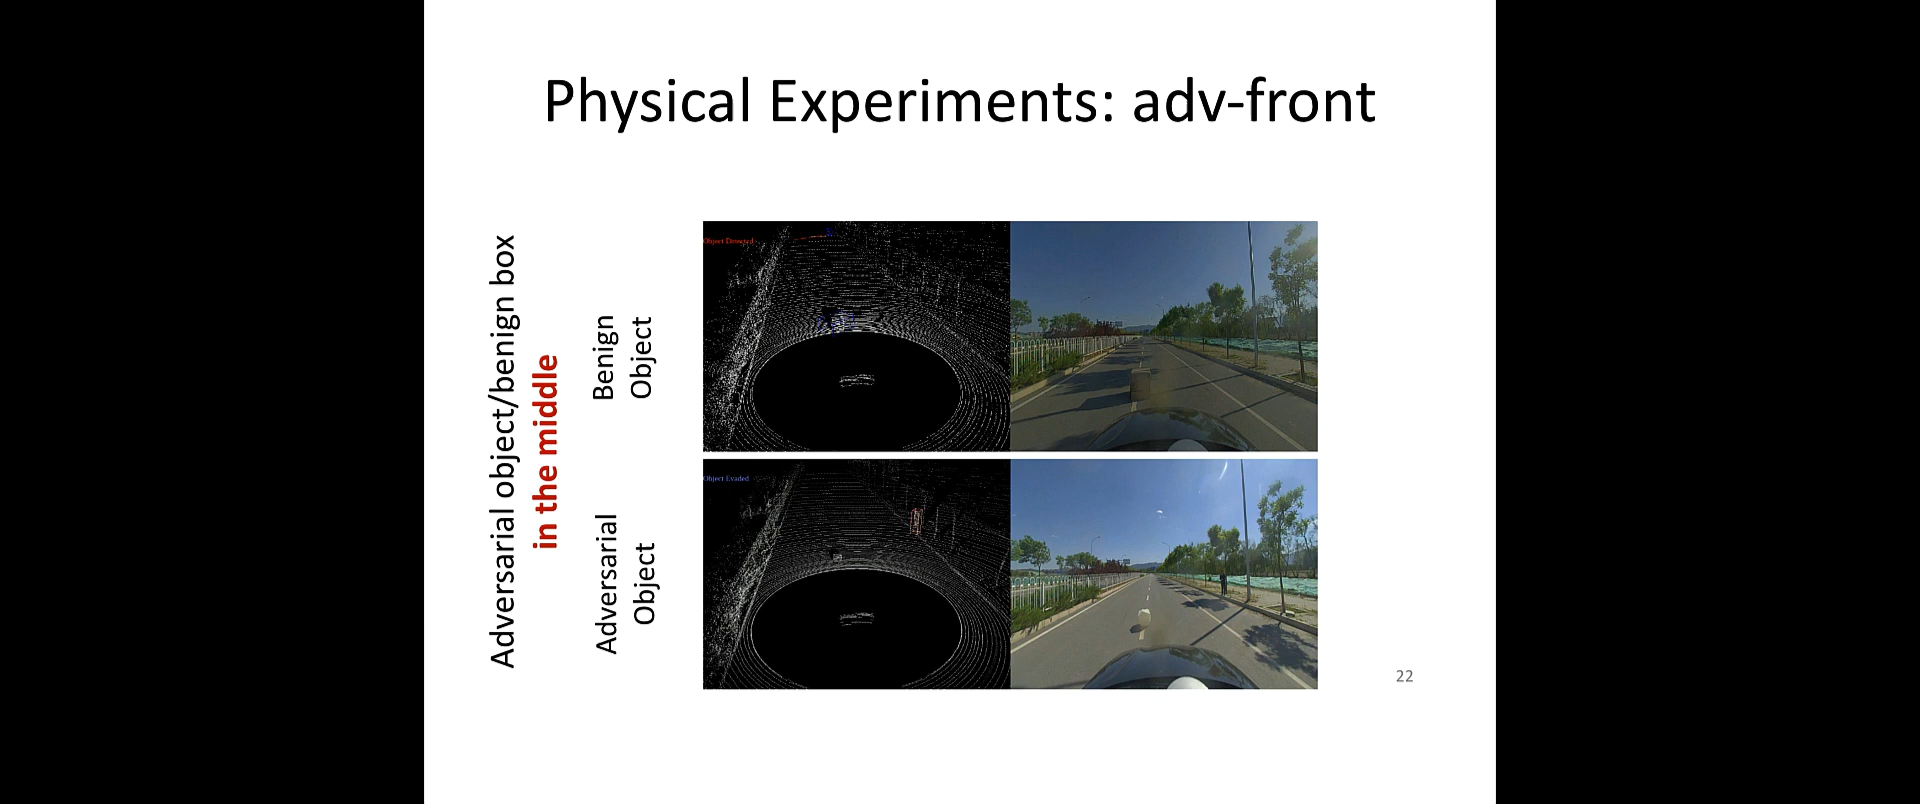 Physical Experiments: adv-front
Adversarial object/benign box
in the middle
Benign
Object
Object Detected
Adversarial
Object
Object Evaded
22